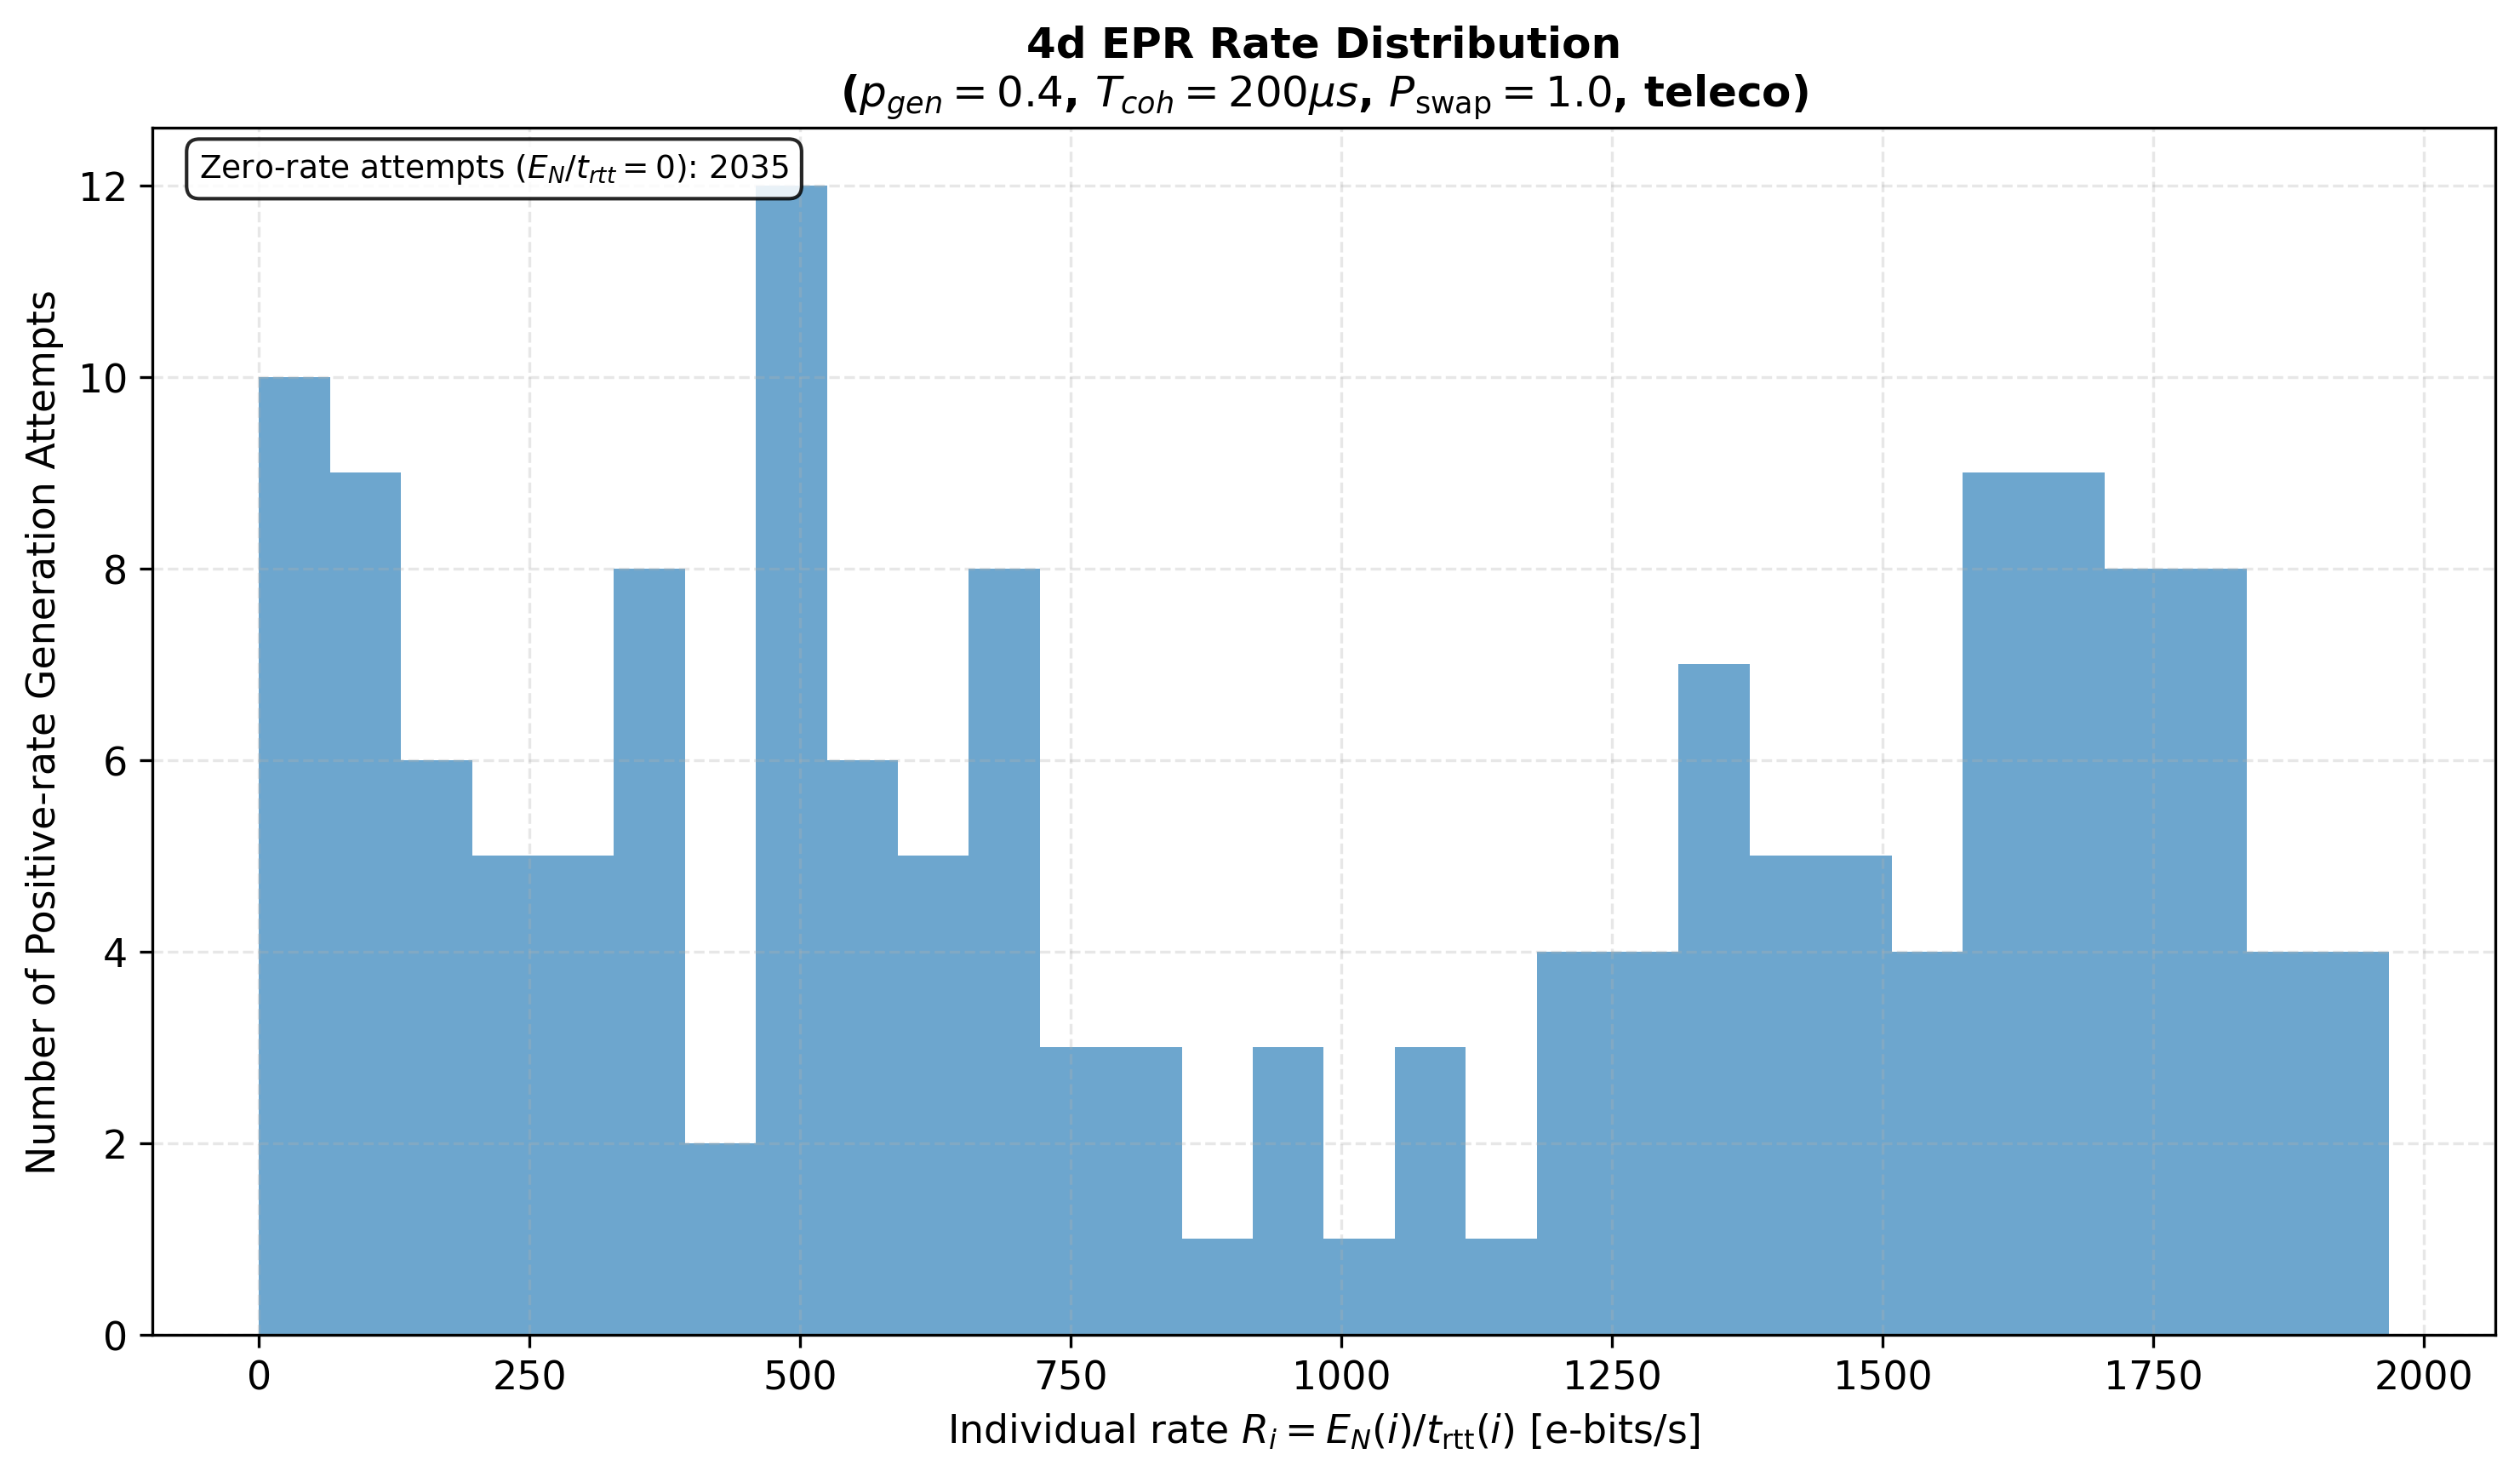 4d EPR Rate Distribution
(p_gen = 0.4, T_coh = 200μs, P_swap = 1.0, teleco)
Zero-rate attempts (E_N/t_rtt = 0): 2035
Number of Positive-rate Generation Attempts
12
10
8
6
4
2
0
0 250 500 750 1000 1250 1500 1750 2000
Individual rate R_i = E_N(i)/t_rtt(i) [e-bits/s]